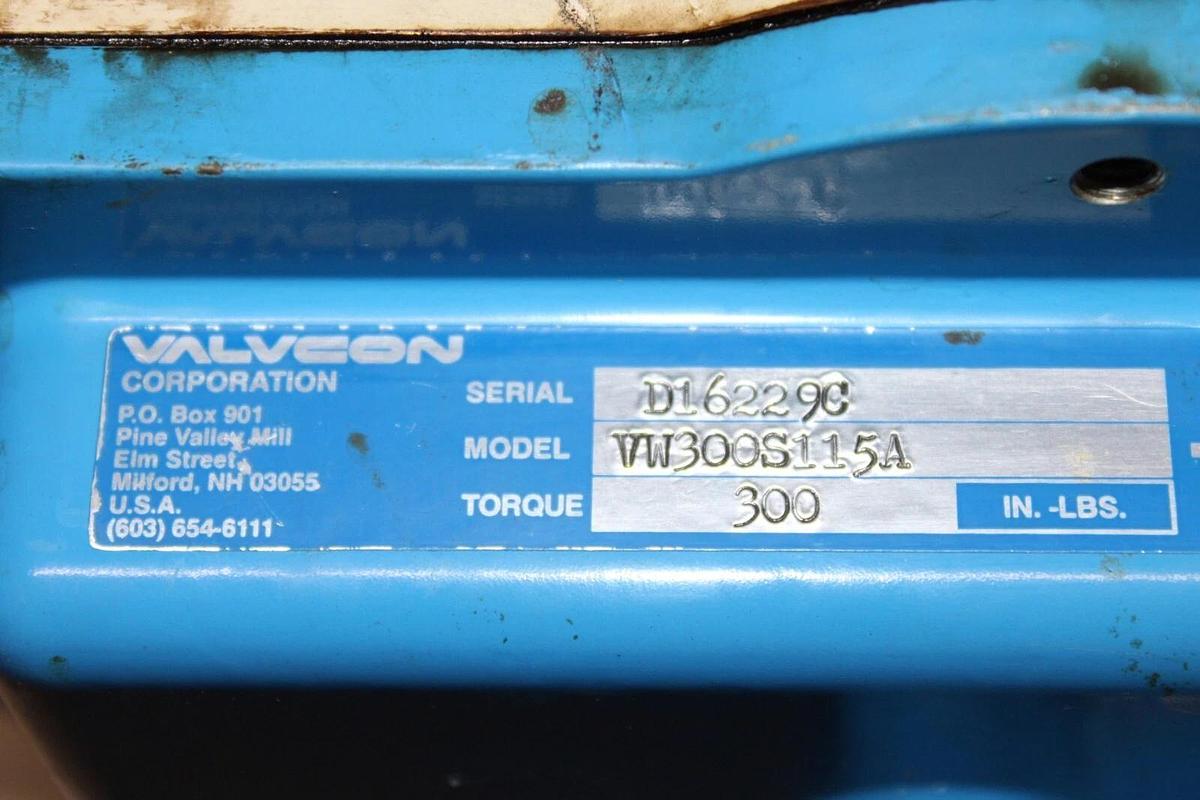 VALVCON
CORPORATION
P.O. Box 901
Pine Valley Mill
Elm Street
Milford, NH 03055
U.S.A.
(603) 654-6111
SERIAL D16229C
MODEL VW300S115A
TORQUE 300 IN. -LBS.